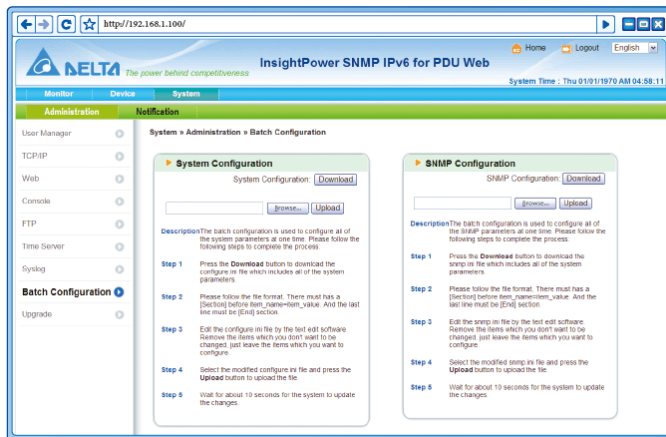 http://192.168.1.100/
Home Logout English
DELTA The power behind competitiveness
InsightPower SNMP IPv6 for PDU Web
System Time : Thu 01/01/1970 AM 04:58:11
Monitor Device System
Administration Notification
User Manager
TCP/IP
Web
Console
FTP
Time Server
Syslog
Batch Configuration
Upgrade
System » Administration » Batch Configuration
System Configuration
System Configuration: Download
Browse... Upload
Description The batch configuration is used to configure all of
the system parameters at one time. Please follow the
following steps to complete the process:
Step 1 Press the Download button to download the
configure.ini file which includes all of the system
parameters.
Step 2 Please follow the file format. There must has a
[Section] before item_name=item_value. And the last
line must be [End] section.
Step 3 Edit the configure ini file by the text edit software.
Remove the items which you don't want to be
changed, just leave the items which you want to
configure.
Step 4 Select the modified configure ini file and press the
Upload button to upload the file.
Step 5 Wait for about 10 seconds for the system to update
the changes.
SNMP Configuration
SNMP Configuration: Download
Browse... Upload
Description The batch configuration is used to configure all of
the SNMP parameters at one time. Please follow the
following steps to complete the process:
Step 1 Press the Download button to download the
snmp ini file which includes all of the system
parameters.
Step 2 Please follow the file format. There must has a
[Section] before item_name=item_value. And the
last line must be [End] section.
Step 3 Edit the snmp ini file by the text edit software.
Remove the items which you don't want to be
changed, just leave the items which you want to
configure.
Step 4 Select the modified snmp ini file and press the
Upload button to upload the file.
Step 5 Wait for about 10 seconds for the system to update
the changes.